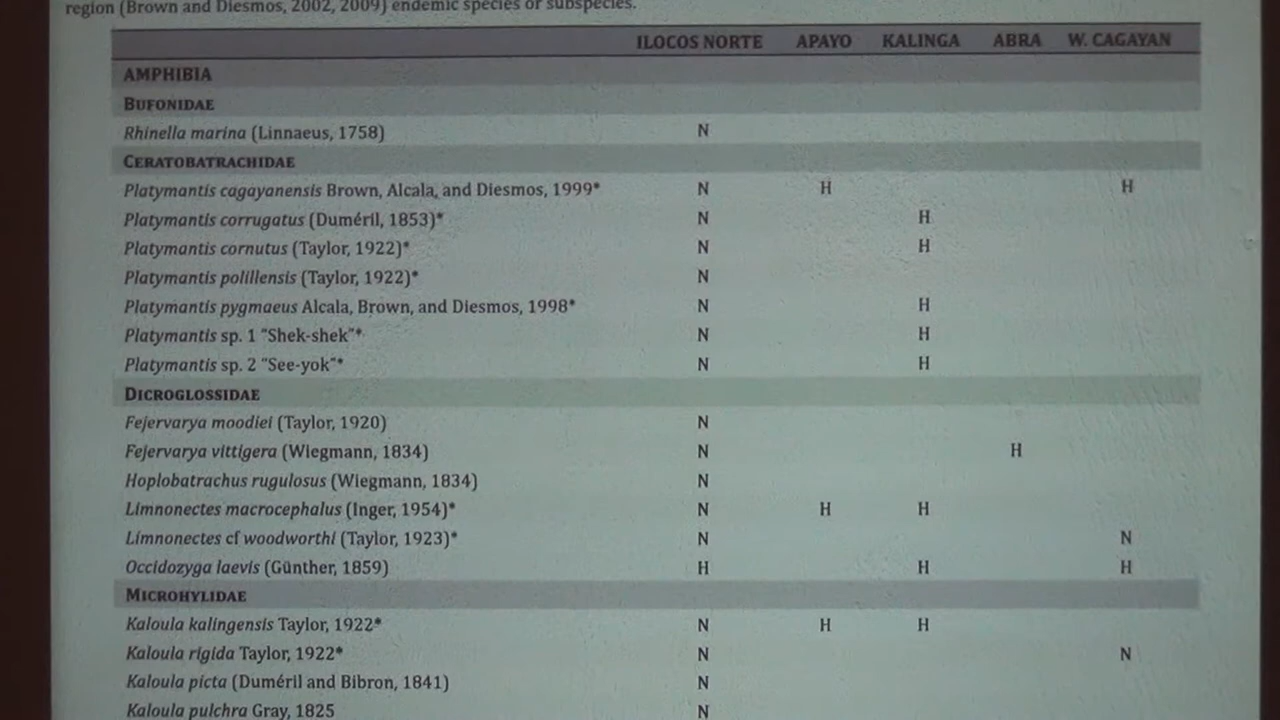 region (Brown and Diesmos, 2002, 2009) endemic species or subspecies.
ILOCOS NORTE APAYO KALINGA ABRA W. CAGAYAN
AMPHIBIA
BUFONIDAE
Rhinella marina (Linnaeus, 1758) N
CERATOBATRACHIDAE
Platymantis cagayanensis Brown, Alcala, and Diesmos, 1999* N H H
Platymantis corrugatus (Duméril, 1853)* N H
Platymantis cornutus (Taylor, 1922)* N H
Platymantis polillensis (Taylor, 1922)* N
Platymantis pygmaeus Alcala, Brown, and Diesmos, 1998* N H
Platymantis sp. 1 "Shek-shek"* N H
Platymantis sp. 2 "See-yok"* N H
DICROGLOSSIDAE
Fejervarya moodiei (Taylor, 1920) N
Fejervarya vittigera (Wiegmann, 1834) N H
Hoplobatrachus rugulosus (Wiegmann, 1834) N
Limnonectes macrocephalus (Inger, 1954)* N H H
Limnonectes cf woodworthi (Taylor, 1923)* N N
Occidozyga laevis (Günther, 1859) H H H
MICROHYLIDAE
Kaloula kalingensis Taylor, 1922* N H H
Kaloula rigida Taylor, 1922* N N
Kaloula picta (Duméril and Bibron, 1841) N
Kaloula pulchra Gray, 1825 N